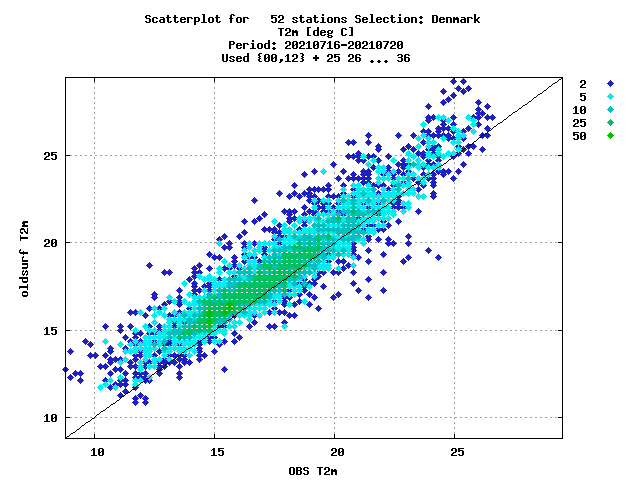 Scatterplot for 52 stations Selection: Denmark
T2m [deg C]
Period: 20210716-20210720
Used {00,12} + 25 26 ... 36
2
5
10
25
50
25
20
15
10
oldsurf T2m
10 15 20 25
OBS T2m